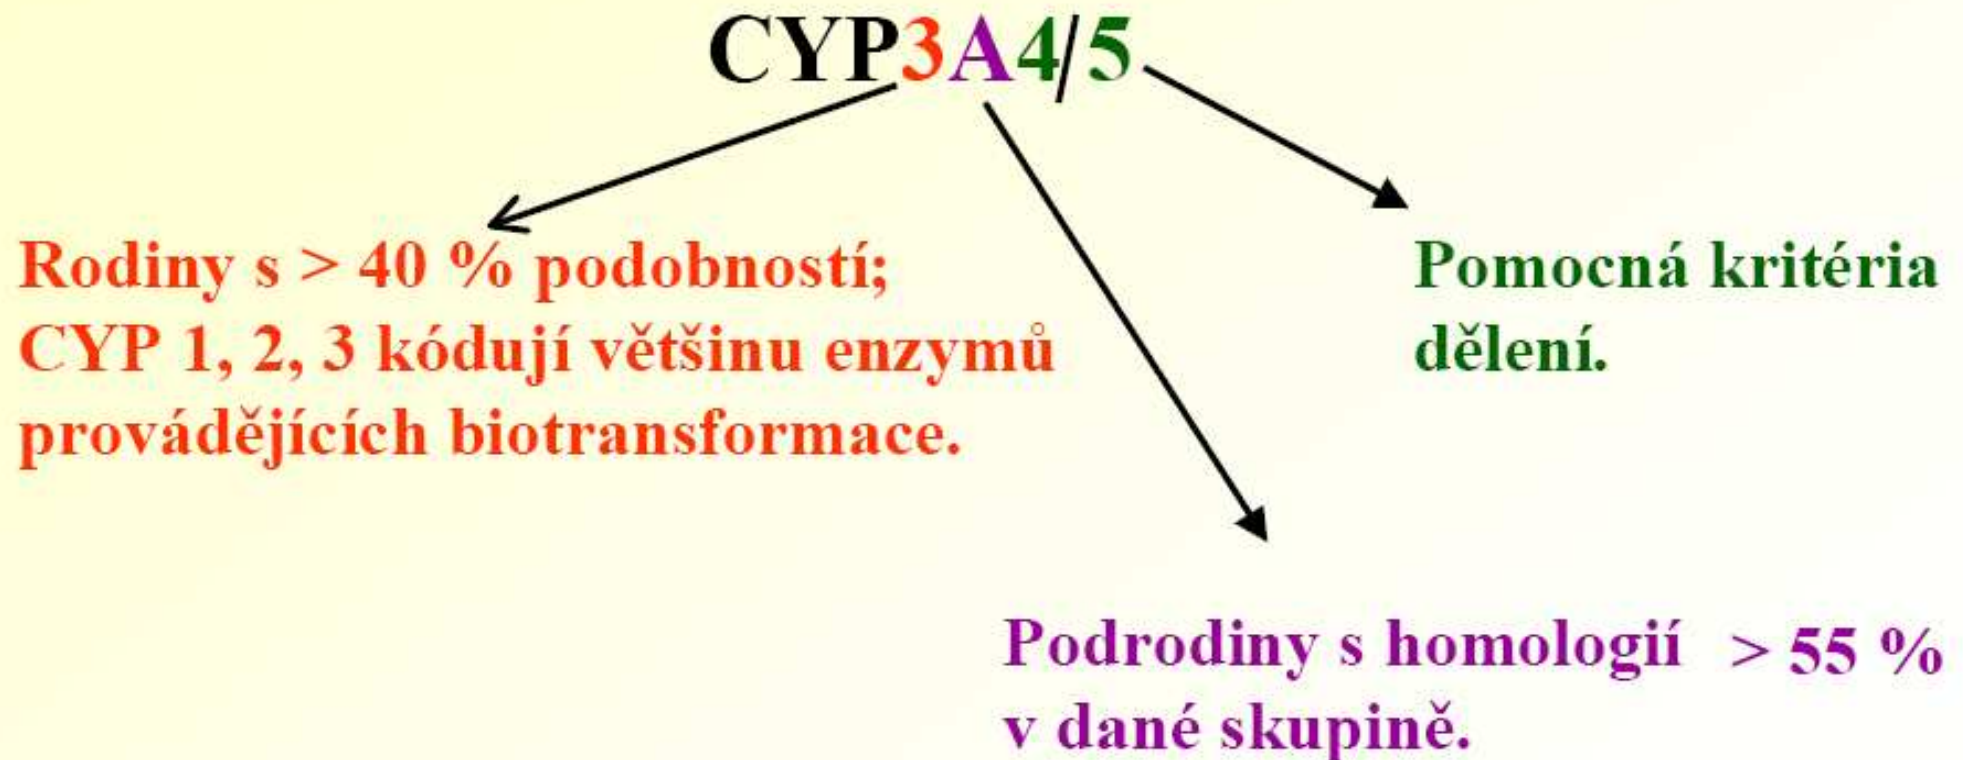 CYP3A4/5
Rodiny s > 40 % podobností;
CYP 1, 2, 3 kódují většinu enzymů
provádějících biotransformace.
Pomocná kritéria
dělení.
Podrodiny s homologií > 55 %
v dané skupině.